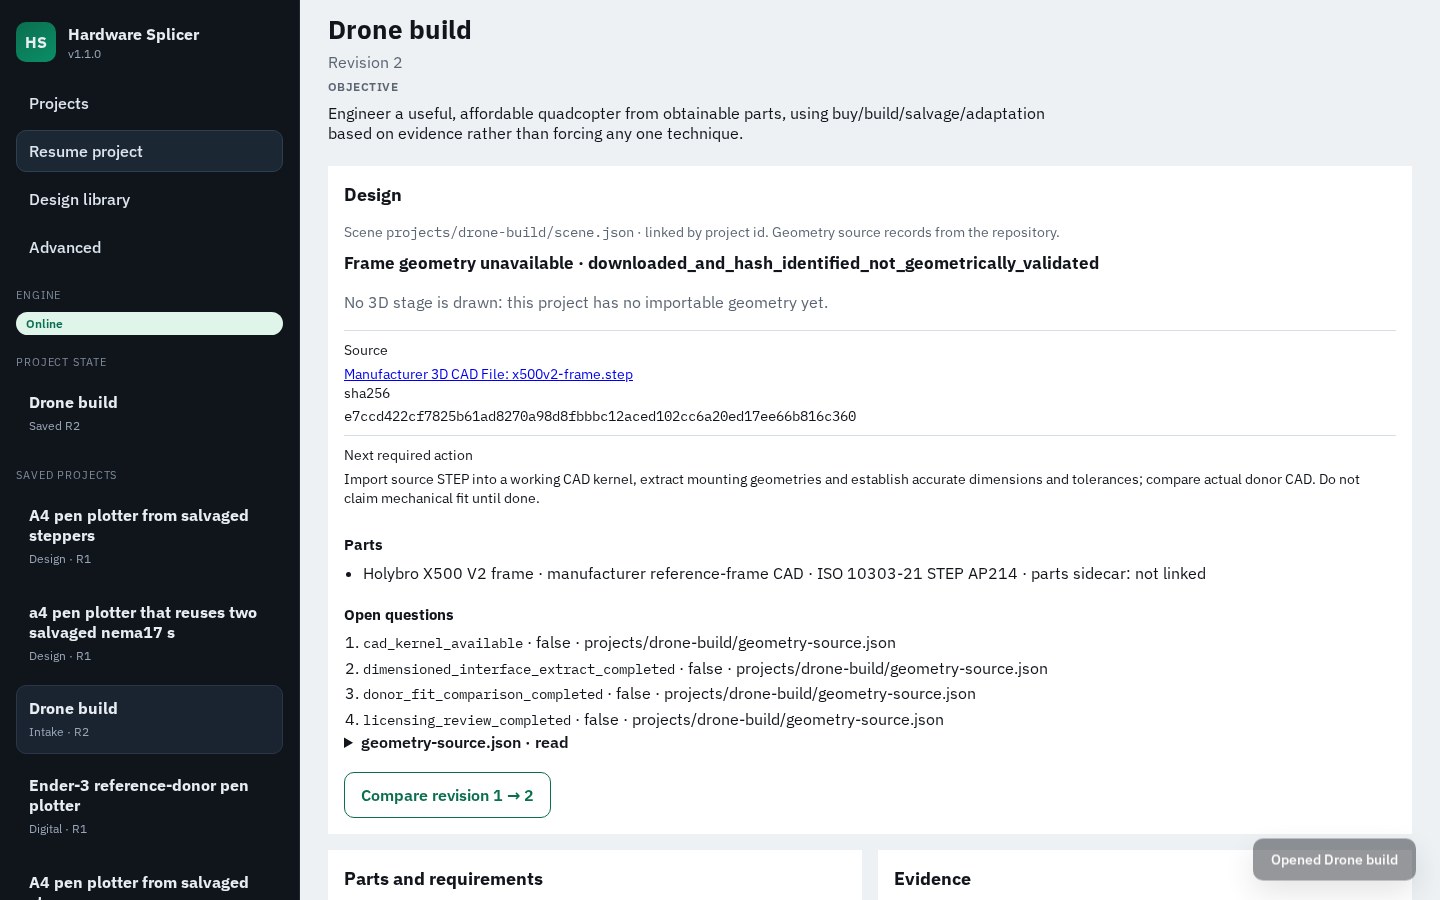 HS
Hardware Splicer
v1.1.0
Projects
Resume project
Design library
Advanced
ENGINE
Online
PROJECT STATE
Drone build
Saved R2
SAVED PROJECTS
A4 pen plotter from salvaged
steppers
Design · R1
a4 pen plotter that reuses two
salvaged nema17 s
Design · R1
Drone build
Intake · R2
Ender-3 reference-donor pen
plotter
Digital · R1
A4 pen plotter from salvaged
Drone build
Revision 2
OBJECTIVE
Engineer a useful, affordable quadcopter from obtainable parts, using buy/build/salvage/adaptation
based on evidence rather than forcing any one technique.
Design
Scene projects/drone-build/scene.json · linked by project id. Geometry source records from the repository.
Frame geometry unavailable · downloaded_and_hash_identified_not_geometrically_validated
No 3D stage is drawn: this project has no importable geometry yet.
Source
Manufacturer 3D CAD File: x500v2-frame.step
sha256
e7ccd422cf7825b61ad8270a98d8fbbbc12aced102cc6a20ed17ee66b816c360
Next required action
Import source STEP into a working CAD kernel, extract mounting geometries and establish accurate dimensions and tolerances; compare actual donor CAD. Do not
claim mechanical fit until done.
Parts
• Holybro X500 V2 frame · manufacturer reference-frame CAD · ISO 10303-21 STEP AP214 · parts sidecar: not linked
Open questions
1. cad_kernel_available · false · projects/drone-build/geometry-source.json
2. dimensioned_interface_extract_completed · false · projects/drone-build/geometry-source.json
3. donor_fit_comparison_completed · false · projects/drone-build/geometry-source.json
4. licensing_review_completed · false · projects/drone-build/geometry-source.json
▶ geometry-source.json · read
Compare revision 1 → 2
Parts and requirements
Evidence
Opened Drone build